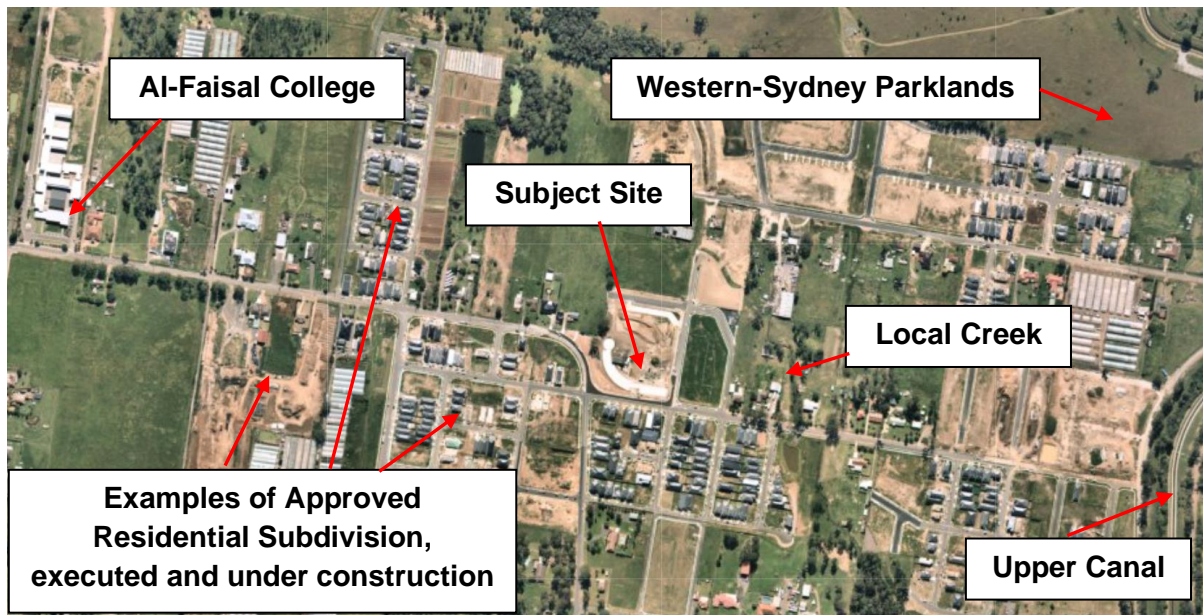 Al-Faisal College
Western-Sydney Parklands
Subject Site
Local Creek
Examples of Approved
Residential Subdivision,
executed and under construction
Upper Canal